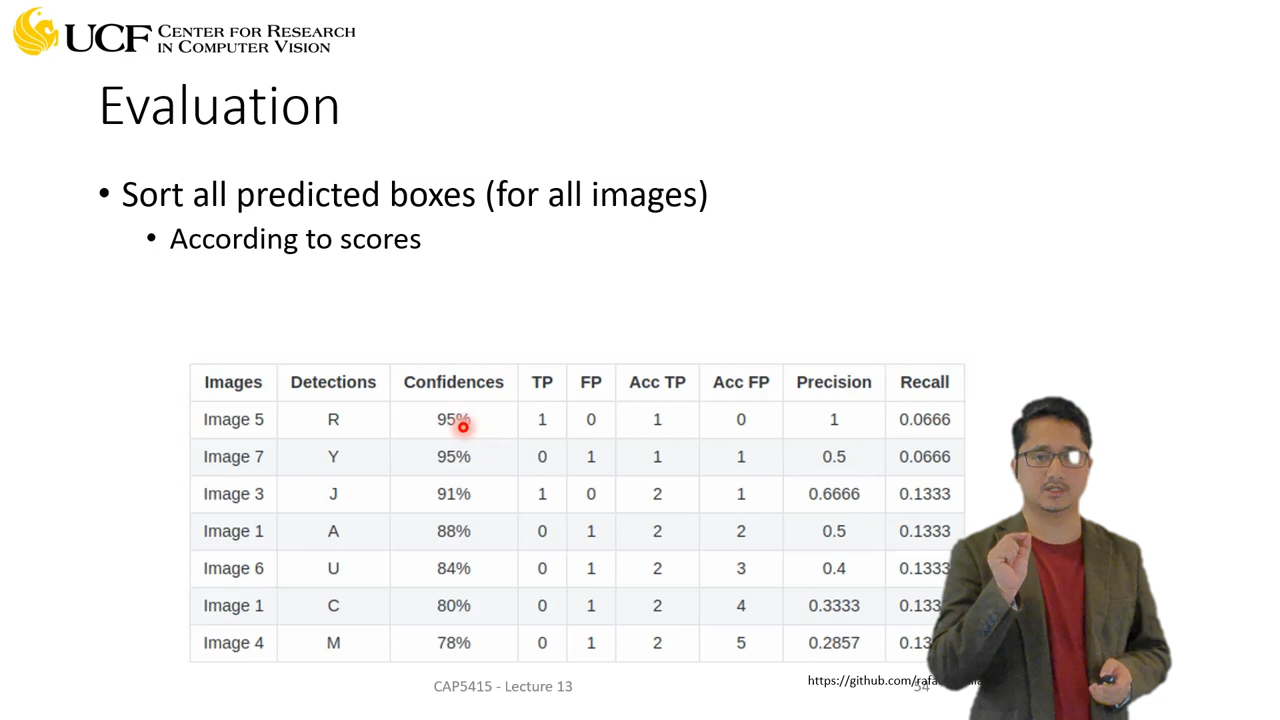 UCF CENTER FOR RESEARCH
IN COMPUTER VISION
Evaluation
• Sort all predicted boxes (for all images)
• According to scores
Images Detections Confidences TP FP Acc TP Acc FP Precision Recall
Image 5 R 95% 1 0 1 0 1 0.0666
Image 7 Y 95% 0 1 1 1 0.5 0.0666
Image 3 J 91% 1 0 2 1 0.6666 0.1333
Image 1 A 88% 0 1 2 2 0.5 0.1333
Image 6 U 84% 0 1 2 3 0.4 0.1333
Image 1 C 80% 0 1 2 4 0.3333 0.133
Image 4 M 78% 0 1 2 5 0.2857
CAP5415 - Lecture 13
54